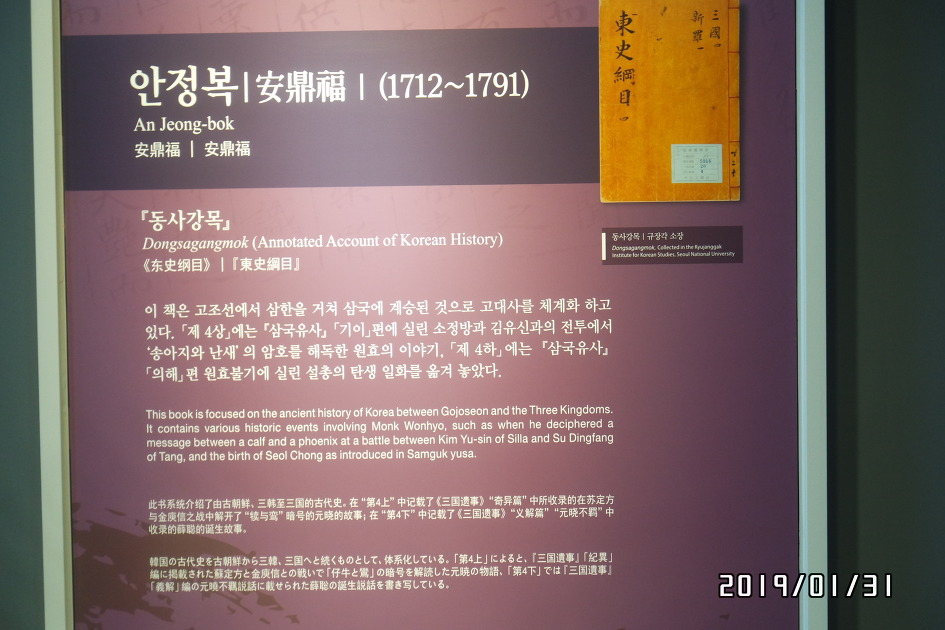 안정복 | 安鼎福 | (1712~1791)
An Jeong-bok
安鼎福 | 安鼎福
『동사강목』
Dongsagangmok (Annotated Account of Korean History)
《东史纲目》 | 『東史綱目』
이 책은 고조선에서 삼한을 거쳐 삼국에 계승된 것으로 고대사를 체계화 하고
있다. 「제 4상」에는 『삼국유사』 「기이」편에 실린 소정방과 김유신과의 전투에서
'송아지와 난새'의 암호를 해독한 원효의 이야기, 「제 4하」에는 『삼국유사』
「의해」편 원효불기에 실린 설총의 탄생 일화를 옮겨 놓았다.
This book is focused on the ancient history of Korea between Gojoseon and the Three Kingdoms.
It contains various historic events involving Monk Wonhyo, such as when he deciphered a
message between a calf and a phoenix at a battle between Kim Yu-sin of Silla and Su Dingfang
of Tang, and the birth of Seol Chong as introduced in Samguk yusa.
此书系统介绍了由古朝鲜、三韩至三国的古代史。在“第4上”中记载了《三国遗事》“奇异篇”中所收录的在苏定方
与金庾信之战中解开了“犊与鸾”暗号的元晓的故事；在“第4下”中记载了《三国遗事》“义解篇”“元晓不羁”中
收录的薛聪的诞生故事。
韓国の古代史を古朝鮮から三韓、三国へと続くものとして、体系化している。「第4上」によると、『三国遺事』「紀異」
編に掲載された蘇定方と金庾信との戦いで「仔牛と鸞」の暗号を解読した元暁の物語、「第4下」では『三国遺事』
「義解」編の元暁不羈説話に載せられた薛聡の誕生説話を書き写している。
三國 四
新羅 一
東史綱目 四
동사강목 | 규장각 소장
Dongsagangmok, Collected in the Kyujanggak
Institute for Korean Studies, Seoul National University
2019/01/31